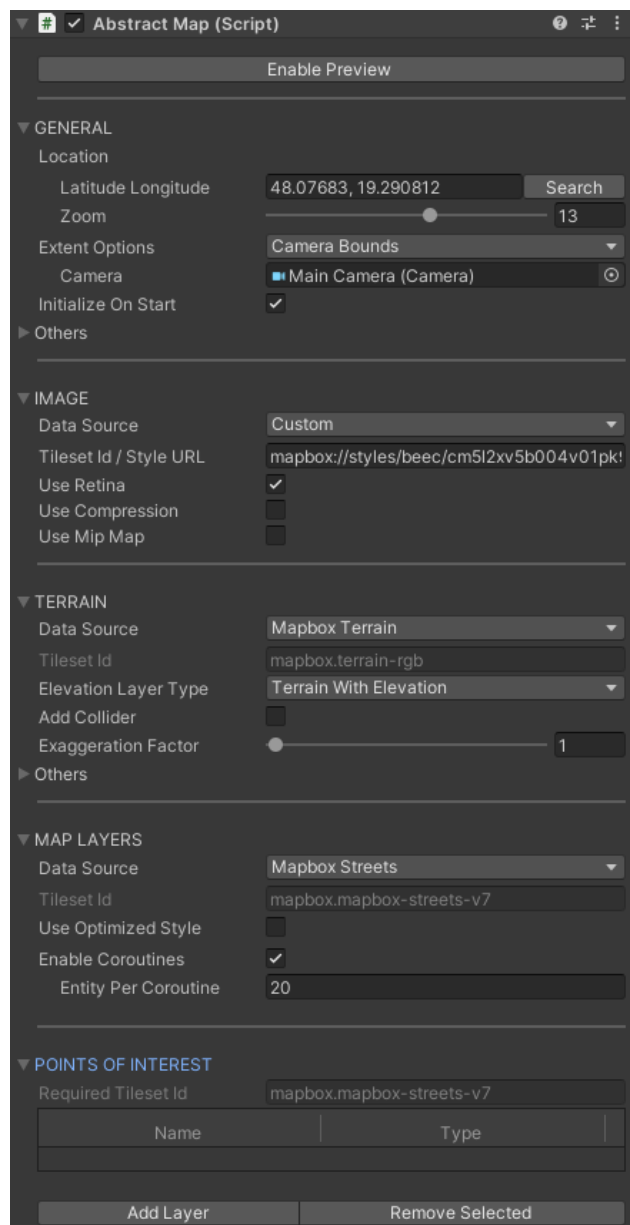 # Abstract Map (Script)
Enable Preview
GENERAL
Location
Latitude Longitude 48.07683, 19.290812 Search
Zoom 13
Extent Options Camera Bounds
Camera Main Camera (Camera)
Initialize On Start
Others
IMAGE
Data Source Custom
Tileset Id / Style URL mapbox://styles/beec/cm5l2xv5b004v01pk
Use Retina
Use Compression
Use Mip Map
TERRAIN
Data Source Mapbox Terrain
Tileset Id mapbox.terrain-rgb
Elevation Layer Type Terrain With Elevation
Add Collider
Exaggeration Factor 1
Others
MAP LAYERS
Data Source Mapbox Streets
Tileset Id mapbox.mapbox-streets-v7
Use Optimized Style
Enable Coroutines
Entity Per Coroutine 20
POINTS OF INTEREST
Required Tileset Id mapbox.mapbox-streets-v7
Name Type
Add Layer Remove Selected